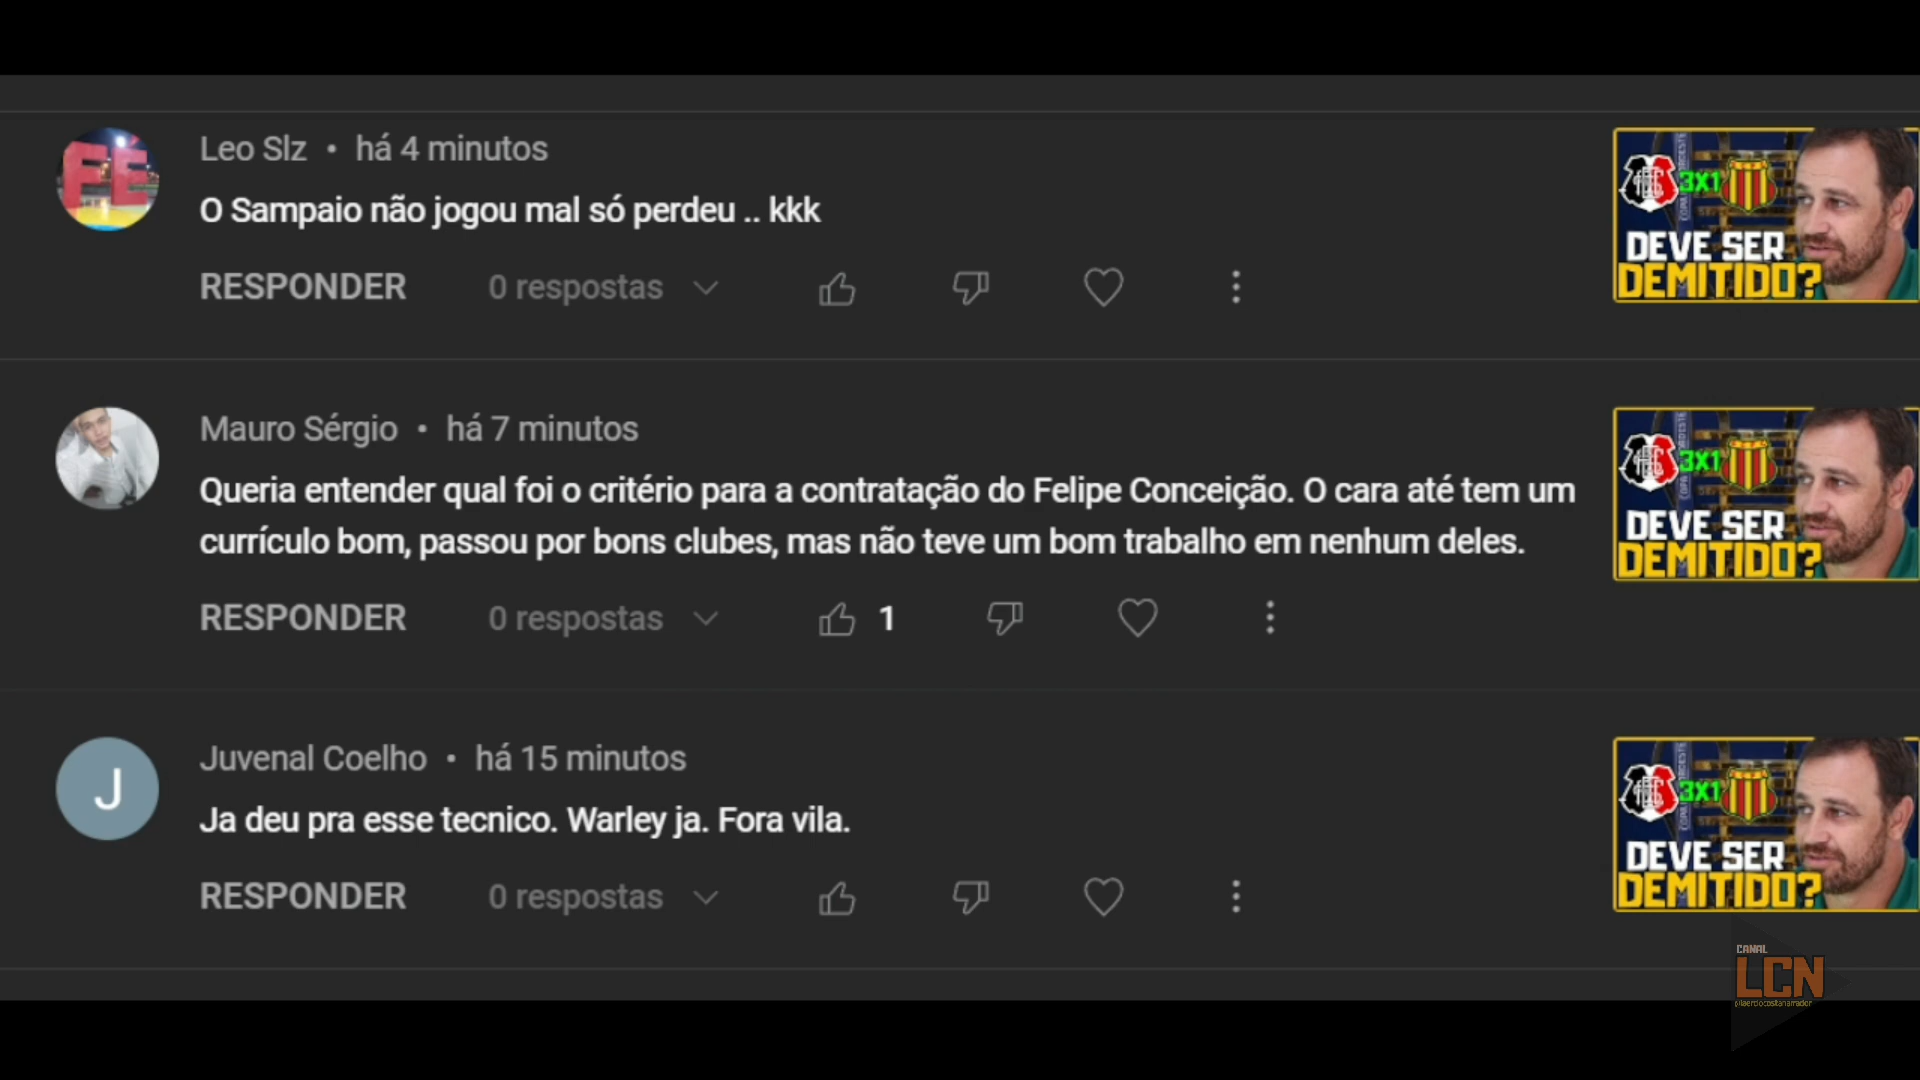 Leo Slz • há 4 minutos
O Sampaio não jogou mal só perdeu .. kkk
RESPONDER 0 respostas
3X1
DEVE SER
DEMITIDO?
Mauro Sérgio • há 7 minutos
Queria entender qual foi o critério para a contratação do Felipe Conceição. O cara até tem um
currículo bom, passou por bons clubes, mas não teve um bom trabalho em nenhum deles.
RESPONDER 0 respostas 1
3X1
DEVE SER
DEMITIDO?
Juvenal Coelho • há 15 minutos
J
Ja deu pra esse tecnico. Warley ja. Fora vila.
RESPONDER 0 respostas
3X1
DEVE SER
DEMITIDO?
CANAL
LCN
@laerciocostanarrador